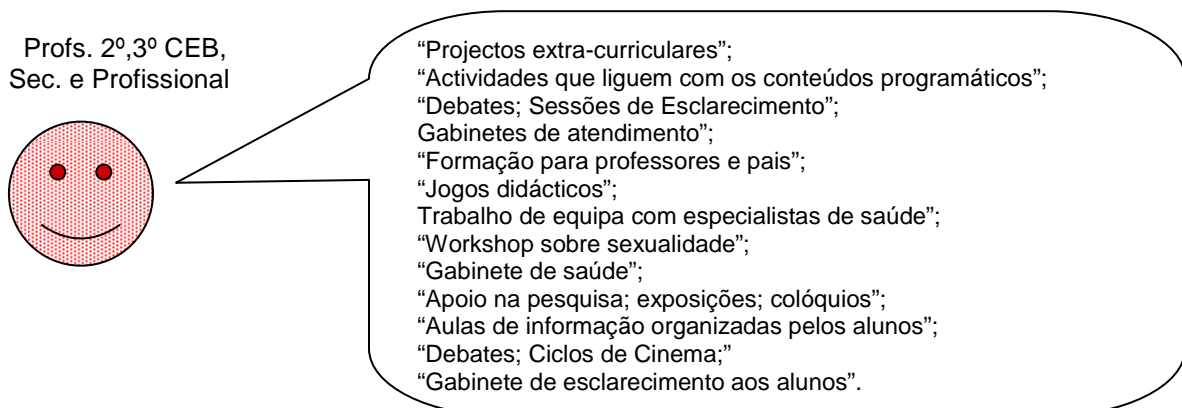 Profs. 2º,3º CEB,
Sec. e Profissional
“Projectos extra-curriculares”;
“Actividades que liguem com os conteúdos programáticos”;
“Debates; Sessões de Esclarecimento”;
Gabinetes de atendimento”;
“Formação para professores e pais”;
“Jogos didácticos”;
Trabalho de equipa com especialistas de saúde”;
“Workshop sobre sexualidade”;
“Gabinete de saúde”;
“Apoio na pesquisa; exposições; colóquios”;
“Aulas de informação organizadas pelos alunos”;
“Debates; Ciclos de Cinema;”
“Gabinete de esclarecimento aos alunos”.